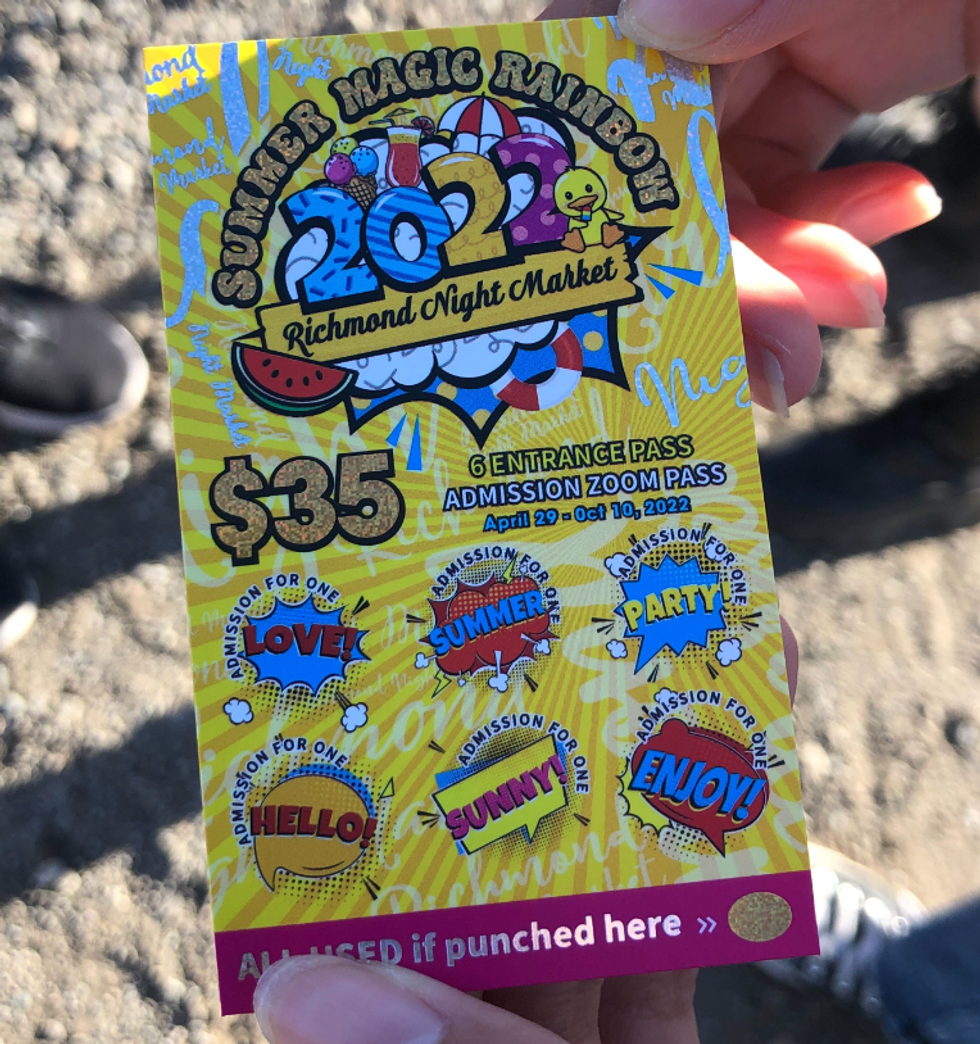 SUMMER MAGIC RAINBOW
2022
Richmond Night Market
$35
6 ENTRANCE PASS
ADMISSION ZOOM PASS
April 29 - Oct 10, 2022
ADMISSION FOR ONE
LOVE!
ADMISSION FOR ONE
SUMMER
ADMISSION FOR ONE
PARTY!
ADMISSION FOR ONE
HELLO!
ADMISSION FOR ONE
SUNNY!
ADMISSION FOR ONE
ENJOY!
ALL USED if punched here »